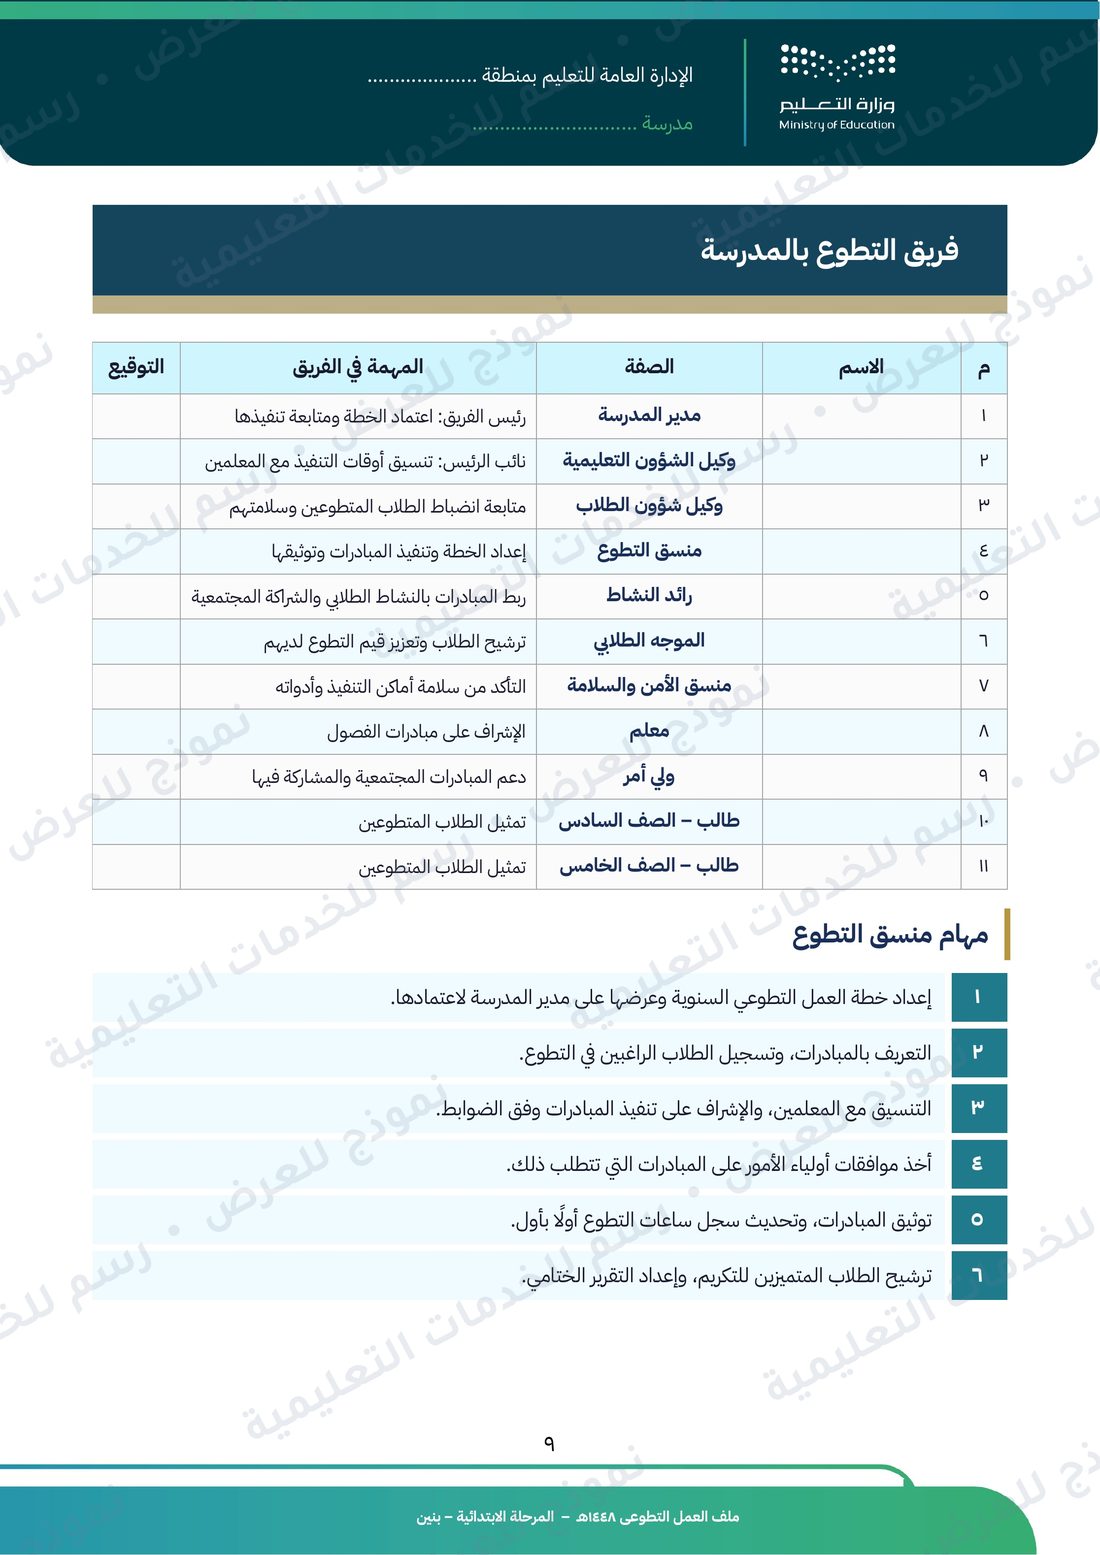 وزارة التعليم
Ministry of Education
الإدارة العامة للتعليم بمنطقة ....................
مدرسة ..............................
فريق التطوع بالمدرسة
م الاسم الصفة المهمة في الفريق التوقيع
١ مدير المدرسة رئيس الفريق: اعتماد الخطة ومتابعة تنفيذها
٢ وكيل الشؤون التعليمية نائب الرئيس: تنسيق أوقات التنفيذ مع المعلمين
٣ وكيل شؤون الطلاب متابعة انضباط الطلاب المتطوعين وسلامتهم
٤ منسق التطوع إعداد الخطة وتنفيذ المبادرات وتوثيقها
٥ رائد النشاط ربط المبادرات بالنشاط الطلابي والشراكة المجتمعية
٦ الموجه الطلابي ترشيح الطلاب وتعزيز قيم التطوع لديهم
٧ منسق الأمن والسلامة التأكد من سلامة أماكن التنفيذ وأدواته
٨ معلم الإشراف على مبادرات الفصول
٩ ولي أمر دعم المبادرات المجتمعية والمشاركة فيها
١٠ طالب – الصف السادس تمثيل الطلاب المتطوعين
١١ طالب – الصف الخامس تمثيل الطلاب المتطوعين
مهام منسق التطوع
١ إعداد خطة العمل التطوعي السنوية وعرضها على مدير المدرسة لاعتمادها.
٢ التعريف بالمبادرات، وتسجيل الطلاب الراغبين في التطوع.
٣ التنسيق مع المعلمين، والإشراف على تنفيذ المبادرات وفق الضوابط.
٤ أخذ موافقات أولياء الأمور على المبادرات التي تتطلب ذلك.
٥ توثيق المبادرات، وتحديث سجل ساعات التطوع أولًا بأول.
٦ ترشيح الطلاب المتميزين للتكريم، وإعداد التقرير الختامي.
٩
ملف العمل التطوعي ١٤٤٨هـ – المرحلة الابتدائية – بنين
نموذج للعرض • رسم للخدمات التعليمية